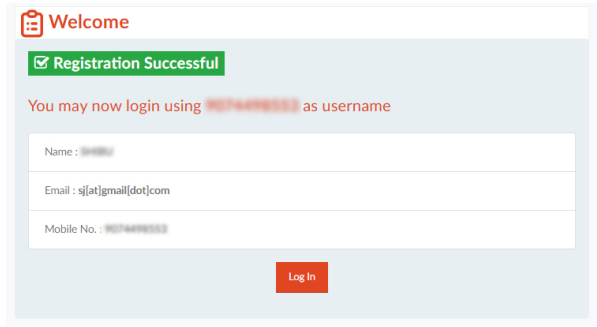 Welcome
Registration Successful
You may now login using as username
Name :
Email : sj[at]gmail[dot]com
Mobile No. :
Log In